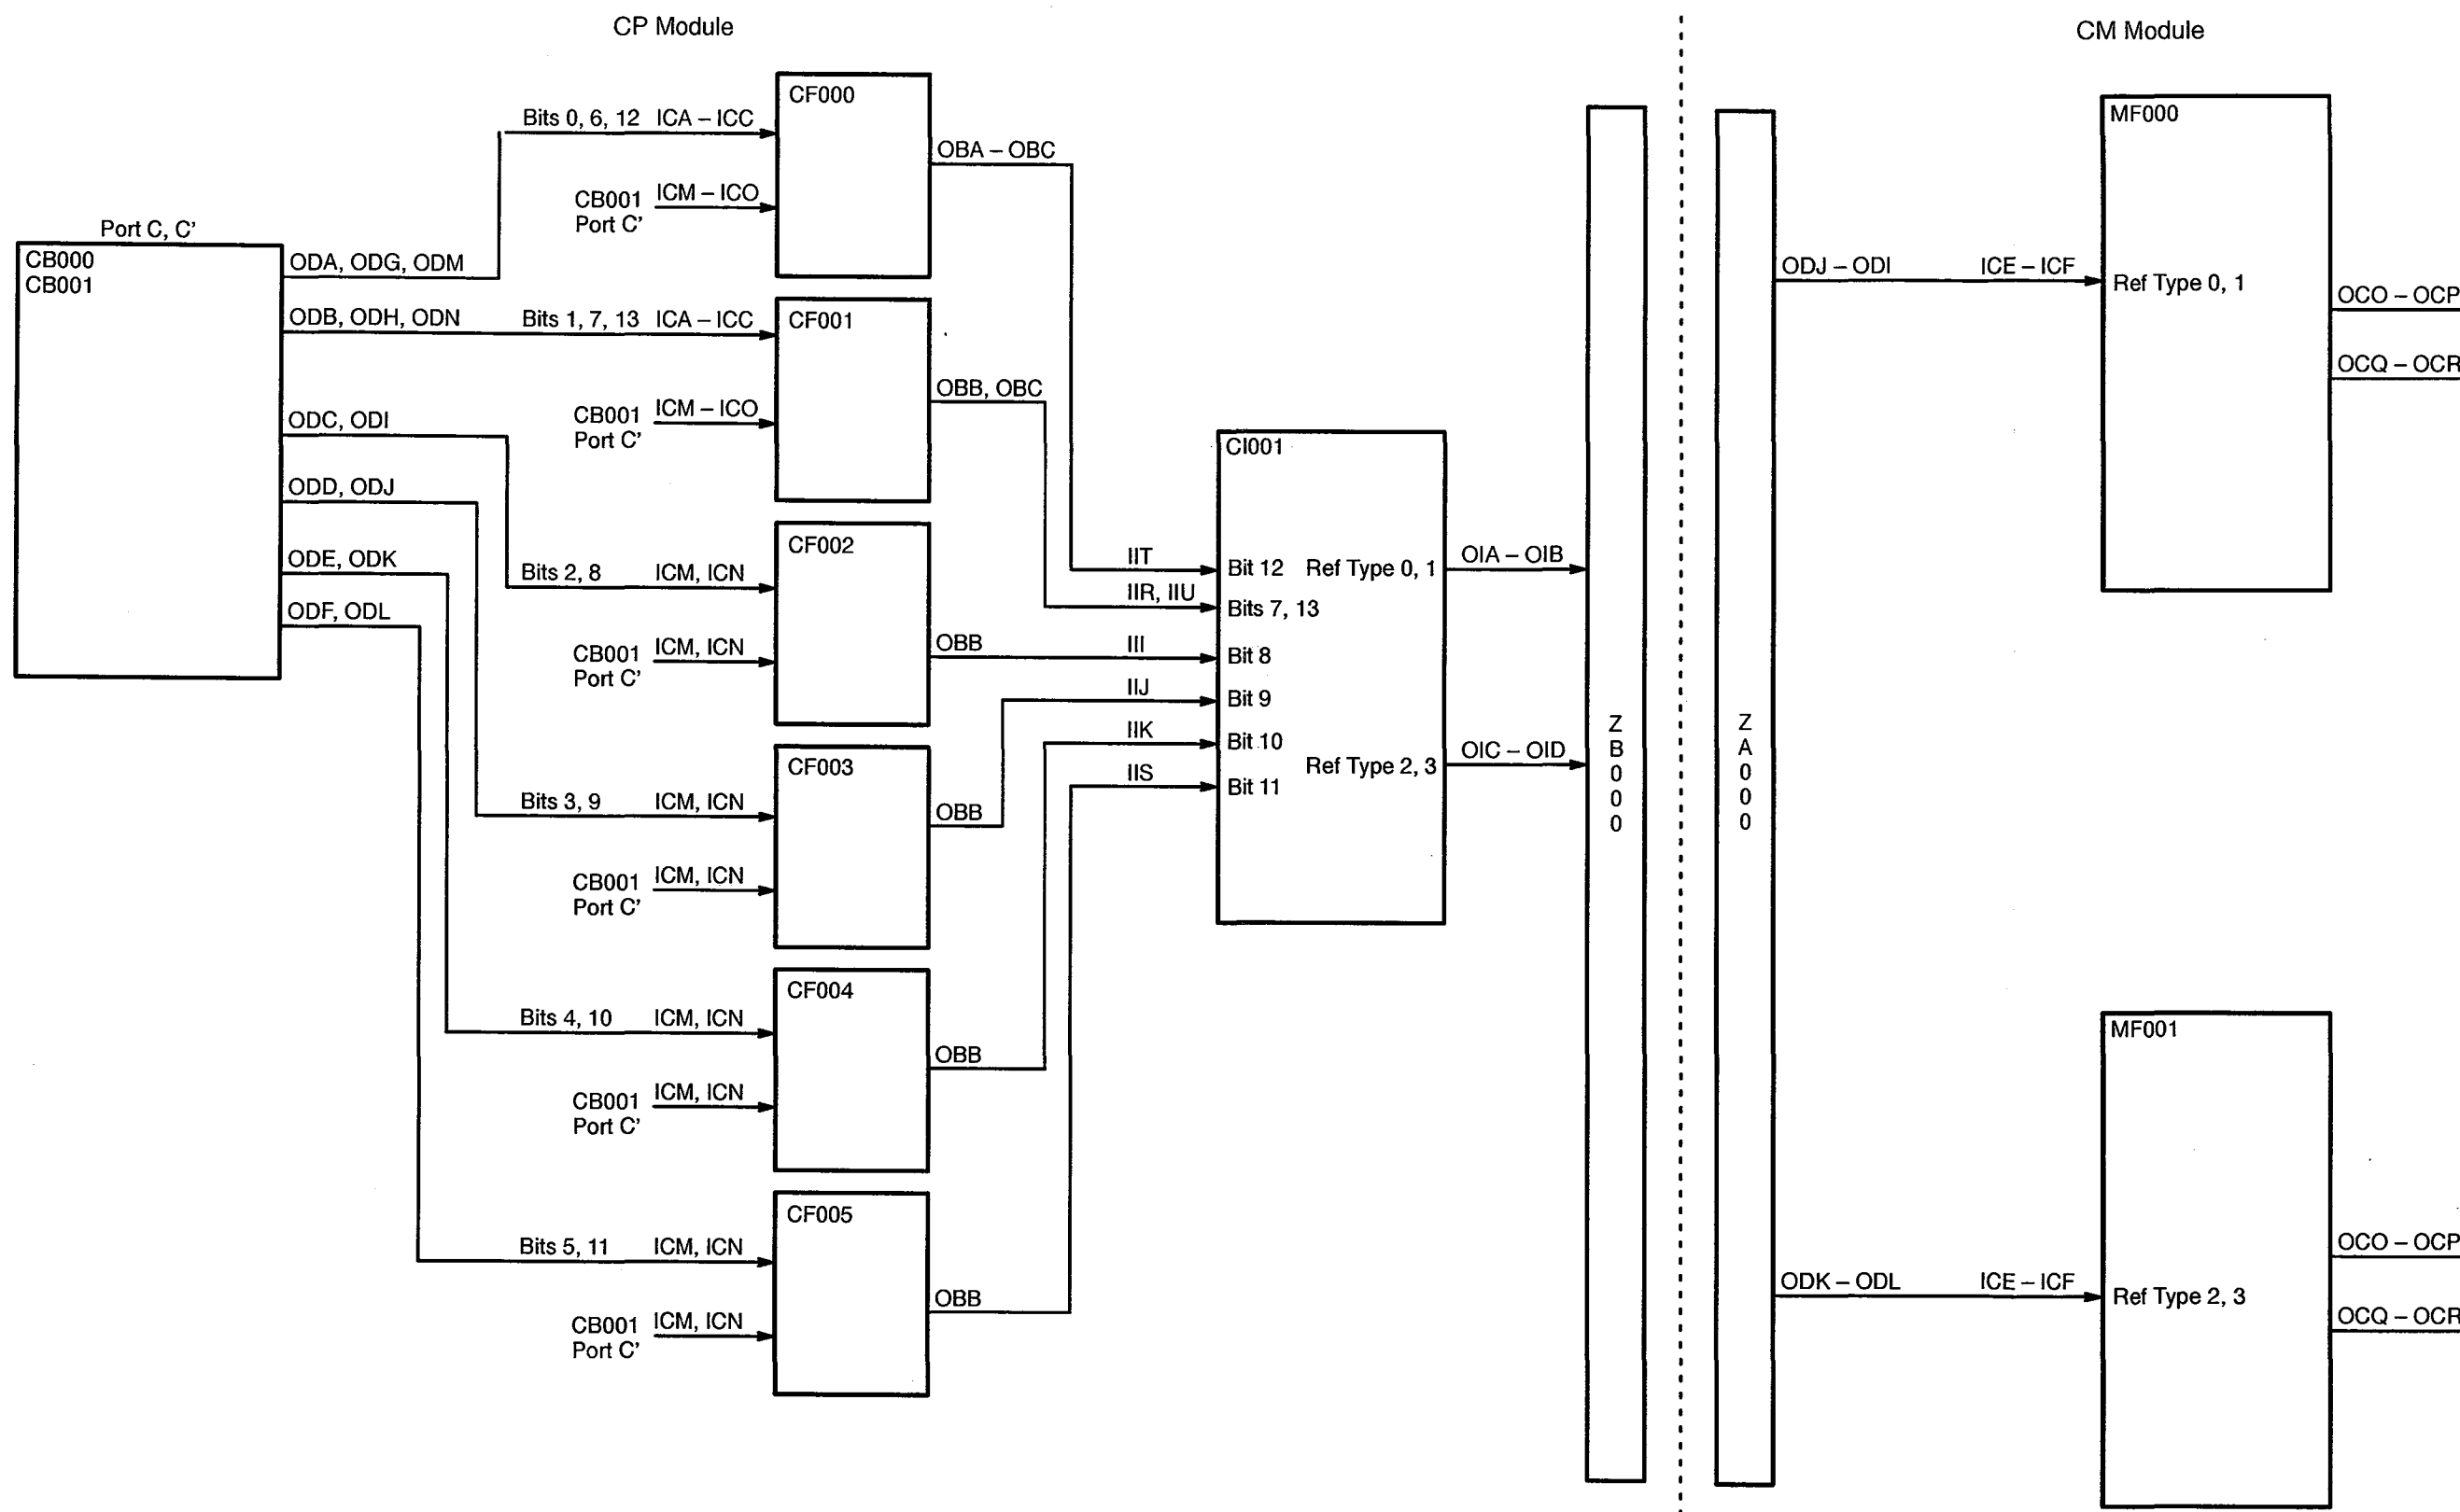 CP Module
CM Module
Port C, C'
CB000
CB001
ODA, ODG, ODM
ODB, ODH, ODN
ODC, ODI
ODD, ODJ
ODE, ODK
ODF, ODL
Bits 0, 6, 12 ICA – ICC
CB001 ICM – ICO
Port C'
CF000
OBA – OBC
Bits 1, 7, 13 ICA – ICC
CB001 ICM – ICO
Port C'
CF001
OBB, OBC
Bits 2, 8 ICM, ICN
CB001 ICM, ICN
Port C'
CF002
OBB
Bits 3, 9 ICM, ICN
CB001 ICM, ICN
Port C'
CF003
OBB
Bits 4, 10 ICM, ICN
CB001 ICM, ICN
Port C'
CF004
OBB
Bits 5, 11 ICM, ICN
CB001 ICM, ICN
Port C'
CF005
OBB
IIT
IIR, IIU
III
IIJ
IIK
IIS
CI001
Bit 12 Ref Type 0, 1
Bits 7, 13
Bit 8
Bit 9
Bit 10
Ref Type 2, 3
Bit 11
OIA – OIB
OIC – OID
Z
B
0
0
0
Z
A
0
0
0
ODJ – ODI ICE – ICF
MF000
Ref Type 0, 1
OCO – OCP
OCQ – OCR
ODK – ODL ICE – ICF
MF001
Ref Type 2, 3
OCO – OCP
OCQ – OCR